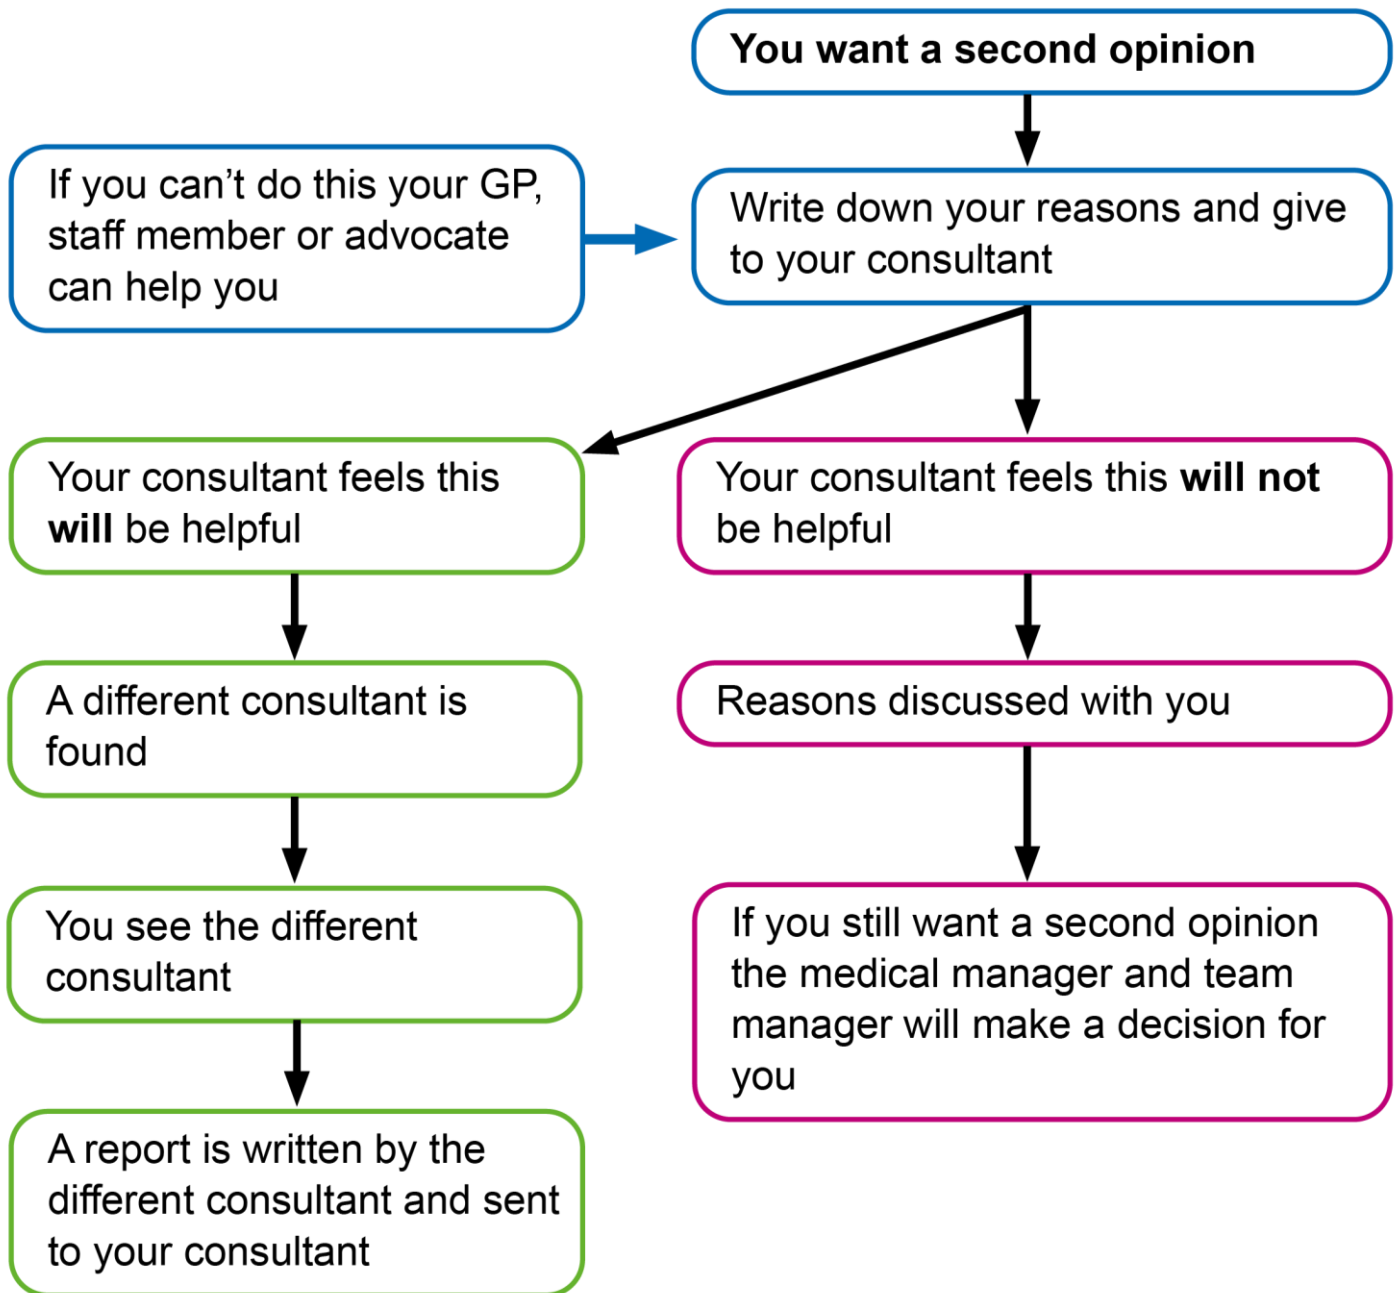 You want a second opinion
If you can’t do this your GP,
staff member or advocate
can help you
Write down your reasons and give
to your consultant
Your consultant feels this
will be helpful
Your consultant feels this will not
be helpful
A different consultant is
found
Reasons discussed with you
You see the different
consultant
If you still want a second opinion
the medical manager and team
manager will make a decision for
you
A report is written by the
different consultant and sent
to your consultant